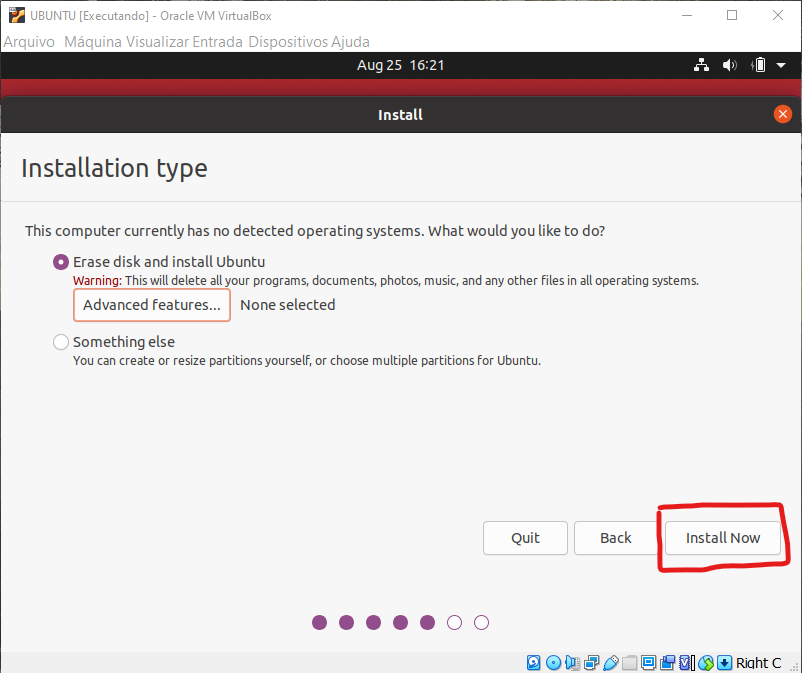 UBUNTU [Executando] - Oracle VM VirtualBox
Arquivo Máquina Visualizar Entrada Dispositivos Ajuda
Aug 25 16:21
Install
Installation type
This computer currently has no detected operating systems. What would you like to do?
Erase disk and install Ubuntu
Warning: This will delete all your programs, documents, photos, music, and any other files in all operating systems.
Advanced features... None selected
Something else
You can create or resize partitions yourself, or choose multiple partitions for Ubuntu.
Quit Back Install Now
Right C